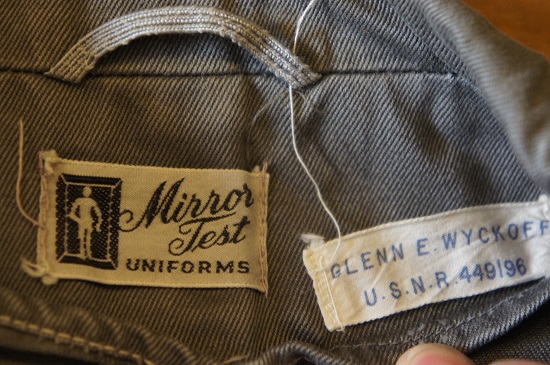 Mirror
Test
UNIFORMS
GLENN E. WYCKOFF
U.S.N.R. 449196